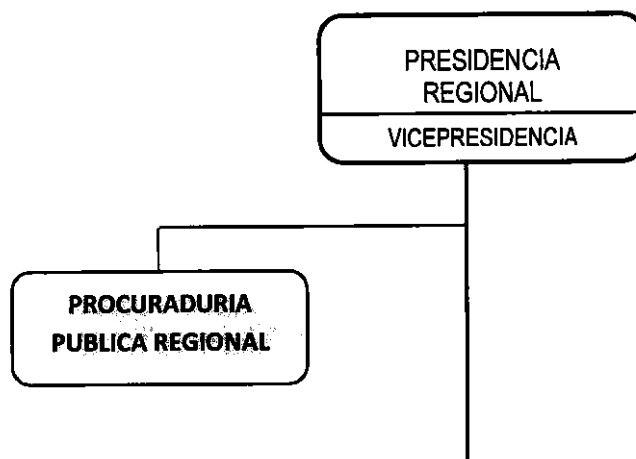 PRESIDENCIA
REGIONAL
VICEPRESIDENCIA
PROCURADURIA
PUBLICA REGIONAL